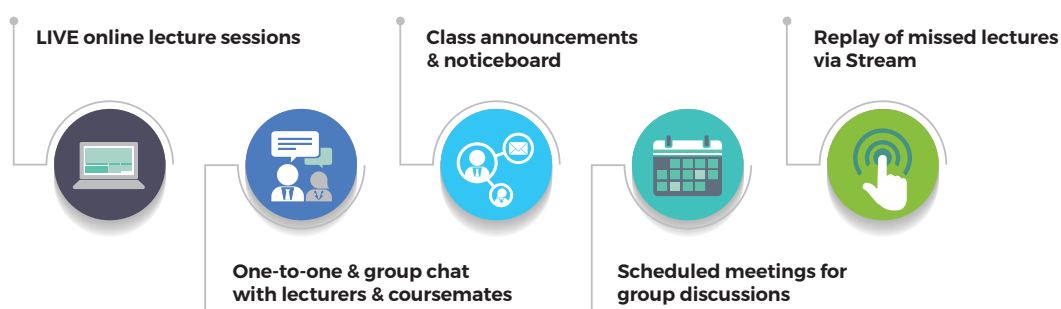 LIVE online lecture sessions
One-to-one & group chat
with lecturers & coursemates
Class announcements
& noticeboard
Scheduled meetings for
group discussions
Replay of missed lectures
via Stream